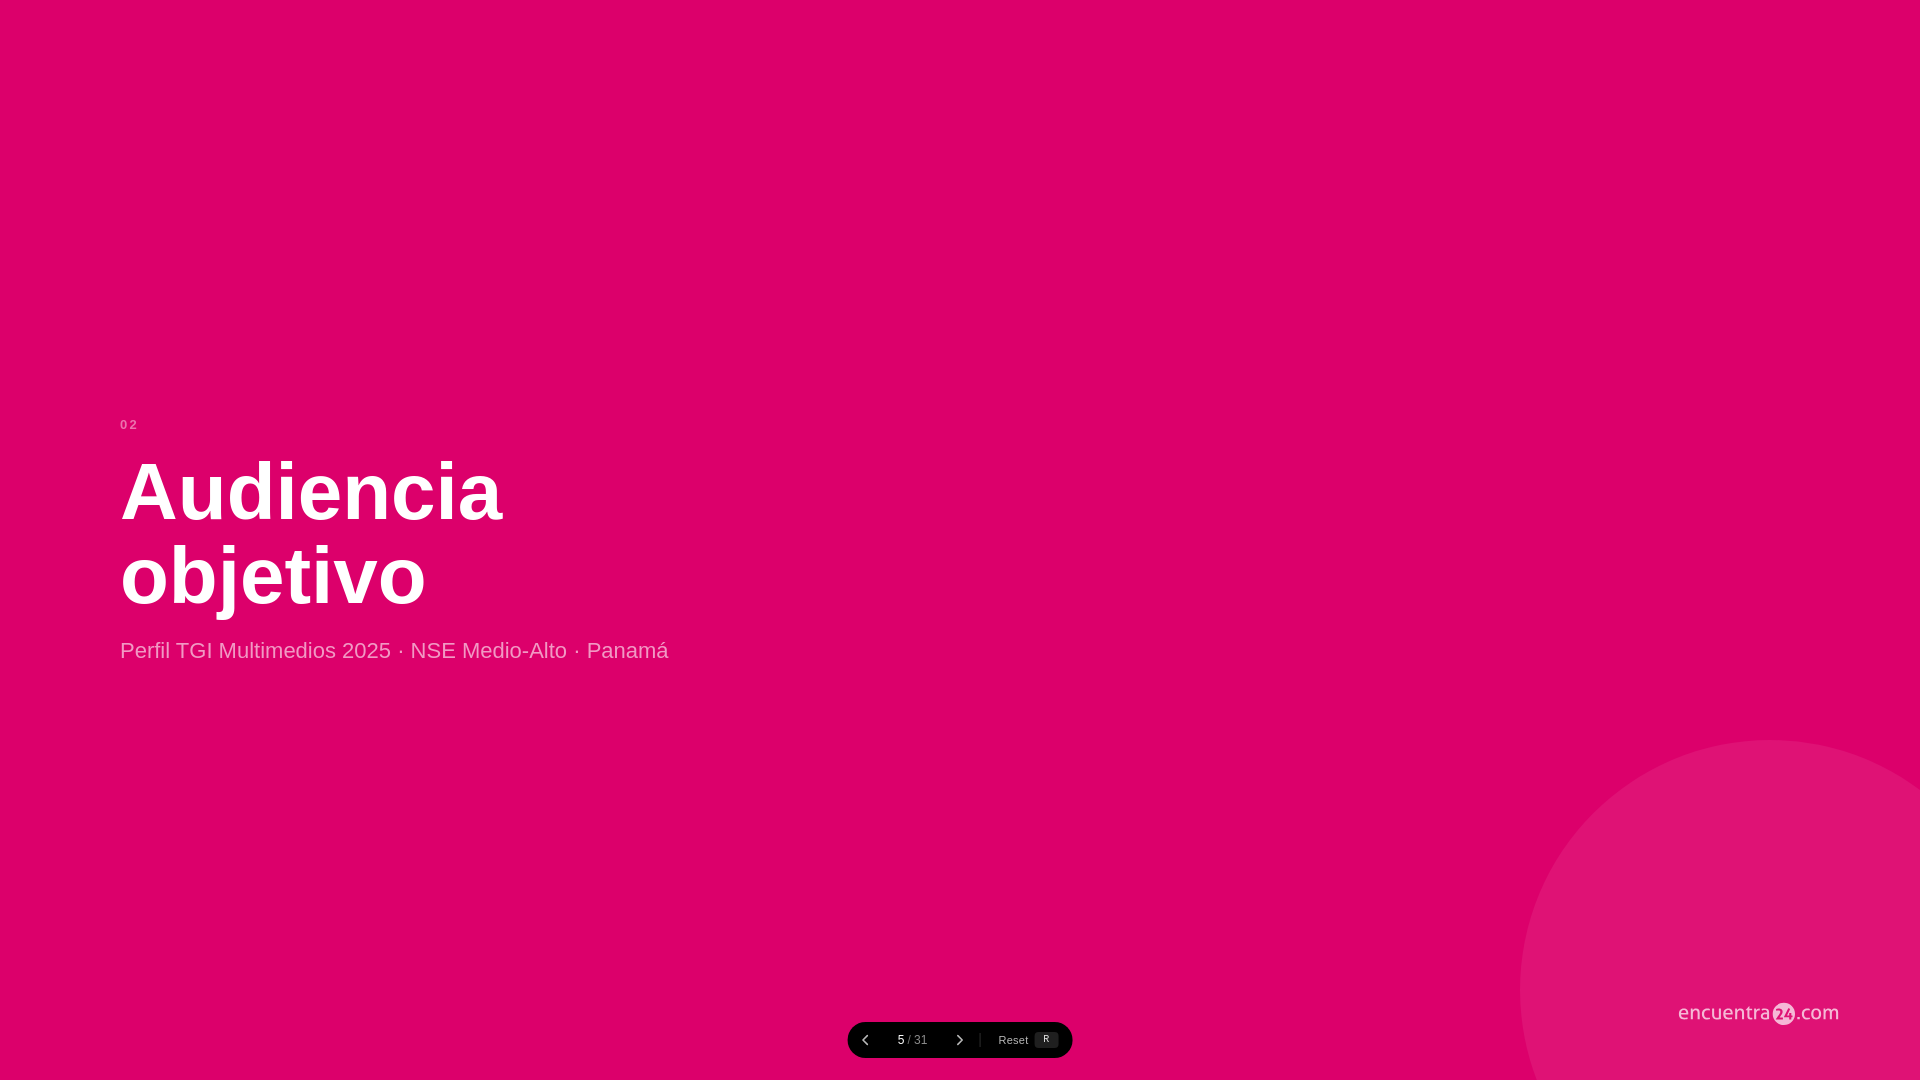 02
Audiencia
objetivo
Perfil TGI Multimedios 2025 · NSE Medio-Alto · Panamá
encuentra24.com
5 / 31
Reset R